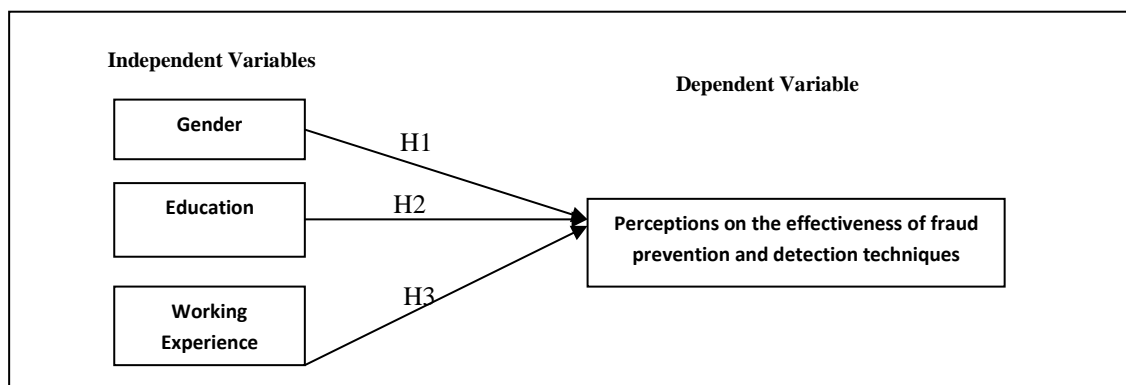 Independent Variables
Dependent Variable
Gender
H1
Education
H2
Perceptions on the effectiveness of fraud
prevention and detection techniques
H3
Working
Experience